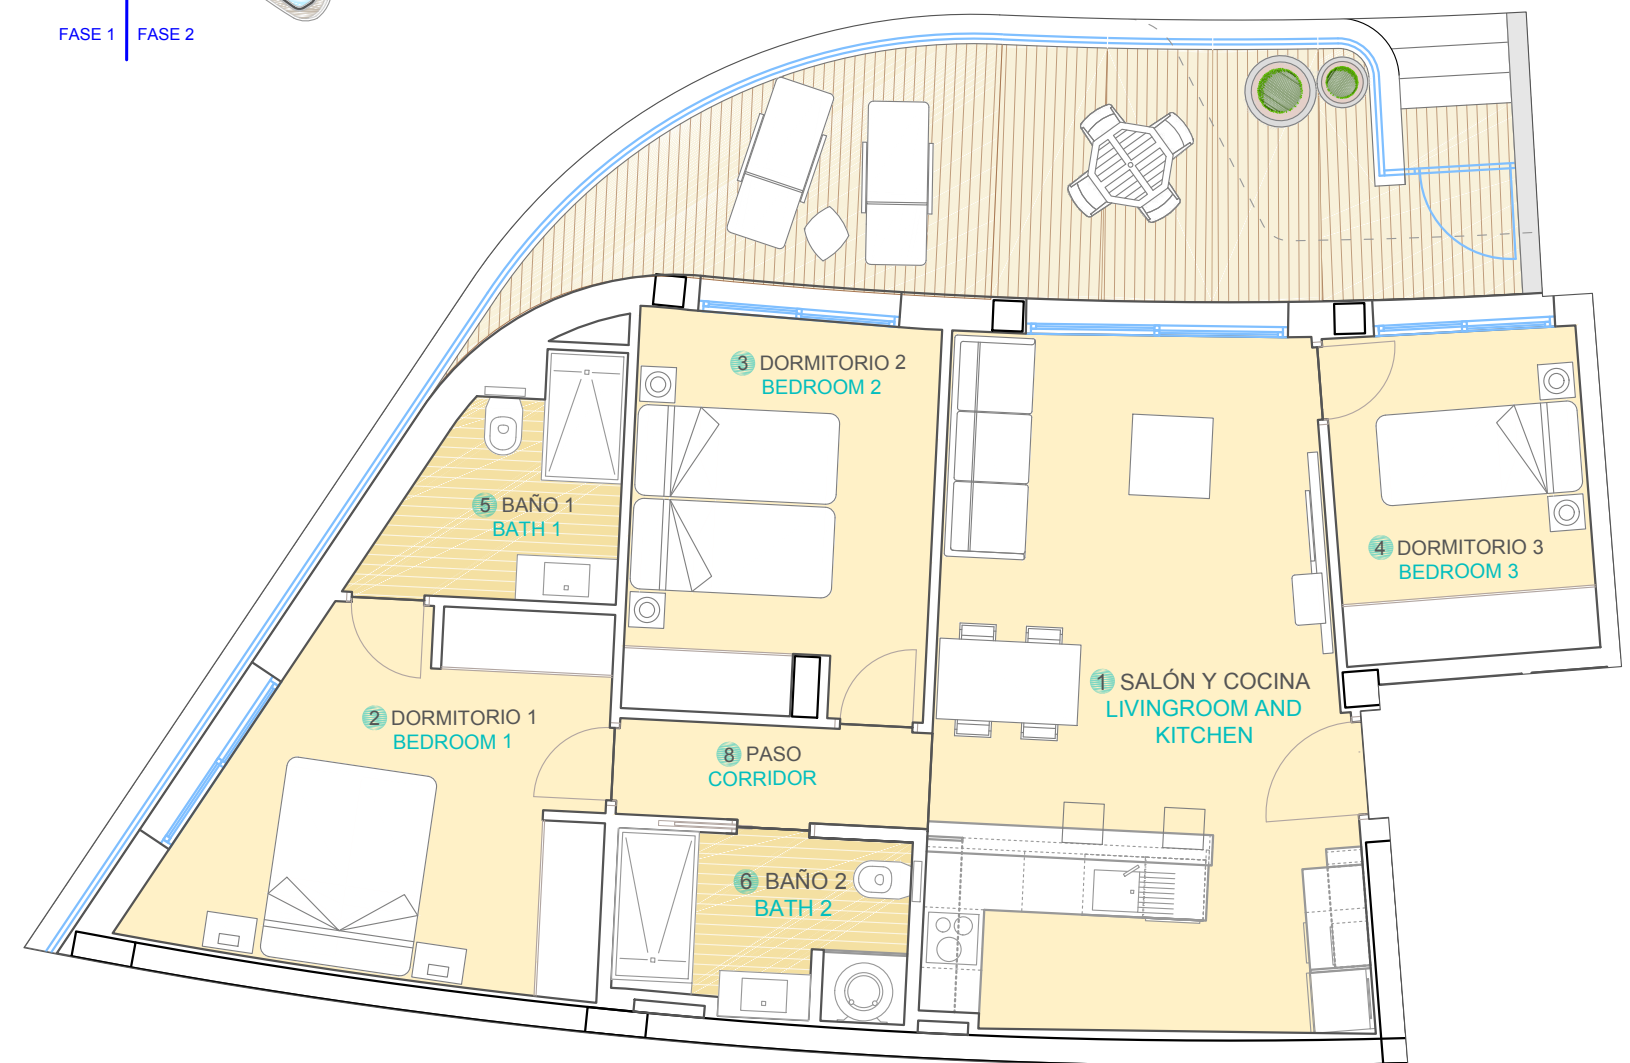 FASE 1 FASE 2
3 DORMITORIO 2
BEDROOM 2
5 BAÑO 1
BATH 1
4 DORMITORIO 3
BEDROOM 3
1 SALÓN Y COCINA
LIVINGROOM AND
KITCHEN
2 DORMITORIO 1
BEDROOM 1
8 PASO
CORRIDOR
6 BAÑO 2
BATH 2